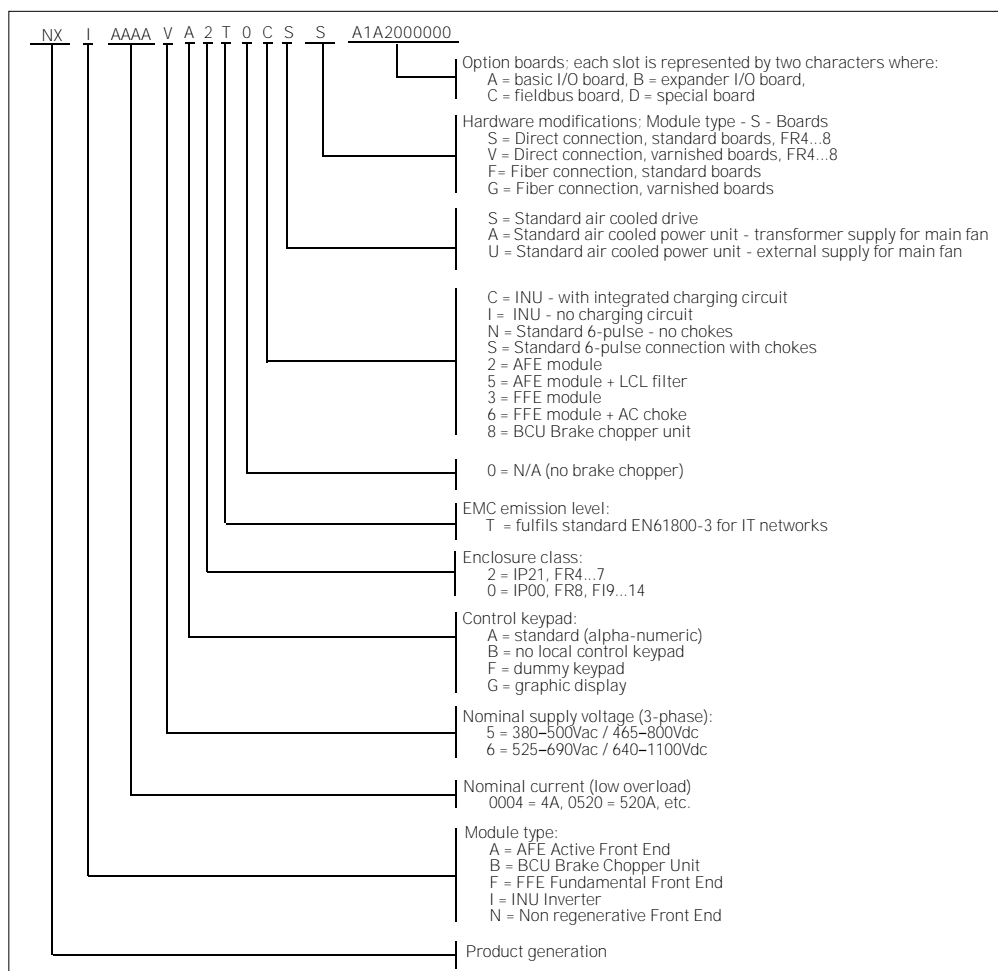 NX I AAAA V A 2 T 0 C S S A1A2000000
Option boards; each slot is represented by two characters where:
A = basic I/O board, B = expander I/O board,
C = fieldbus board, D = special board
Hardware modifications; Module type - S - Boards
S = Direct connection, standard boards, FR4...8
V = Direct connection, varnished boards, FR4...8
F= Fiber connection, standard boards
G = Fiber connection, varnished boards
S = Standard air cooled drive
A = Standard air cooled power unit - transformer supply for main fan
U = Standard air cooled power unit - external supply for main fan
C = INU - with integrated charging circuit
I = INU - no charging circuit
N = Standard 6-pulse - no chokes
S = Standard 6-pulse connection with chokes
2 = AFE module
5 = AFE module + LCL filter
3 = FFE module
6 = FFE module + AC choke
8 = BCU Brake chopper unit
0 = N/A (no brake chopper)
EMC emission level:
T = fulfils standard EN61800-3 for IT networks
Enclosure class:
2 = IP21, FR4...7
0 = IP00, FR8, FI9...14
Control keypad:
A = standard (alpha-numeric)
B = no local control keypad
F = dummy keypad
G = graphic display
Nominal supply voltage (3-phase):
5 = 380–500Vac / 465–800Vdc
6 = 525–690Vac / 640–1100Vdc
Nominal current (low overload)
0004 = 4A, 0520 = 520A, etc.
Module type:
A = AFE Active Front End
B = BCU Brake Chopper Unit
F = FFE Fundamental Front End
I = INU Inverter
N = Non regenerative Front End
Product generation